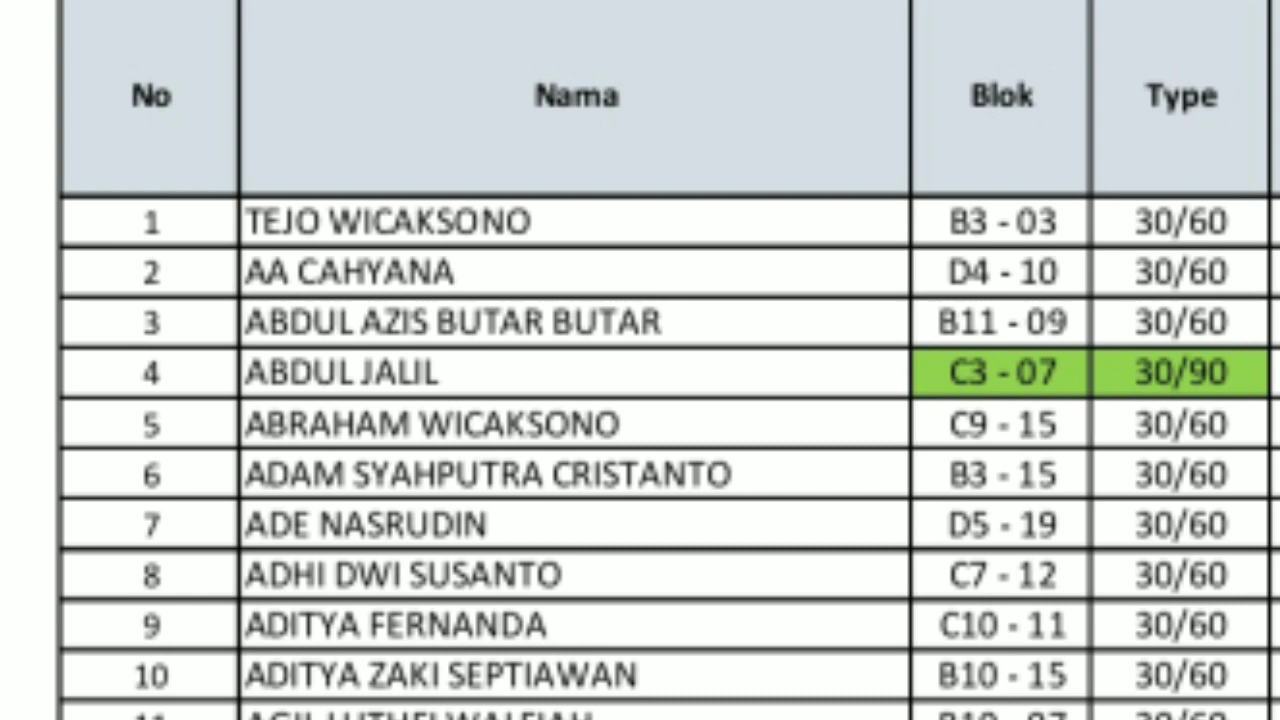 No Nama Blok Type
1 TEJO WICAKSONO B3 - 03 30/60
2 AA CAHYANA D4 - 10 30/60
3 ABDUL AZIS BUTAR BUTAR B11 - 09 30/60
4 ABDUL JALIL C3 - 07 30/90
5 ABRAHAM WICAKSONO C9 - 15 30/60
6 ADAM SYAHPUTRA CRISTANTO B3 - 15 30/60
7 ADE NASRUDIN D5 - 19 30/60
8 ADHI DWI SUSANTO C7 - 12 30/60
9 ADITYA FERNANDA C10 - 11 30/60
10 ADITYA ZAKI SEPTIAWAN B10 - 15 30/60